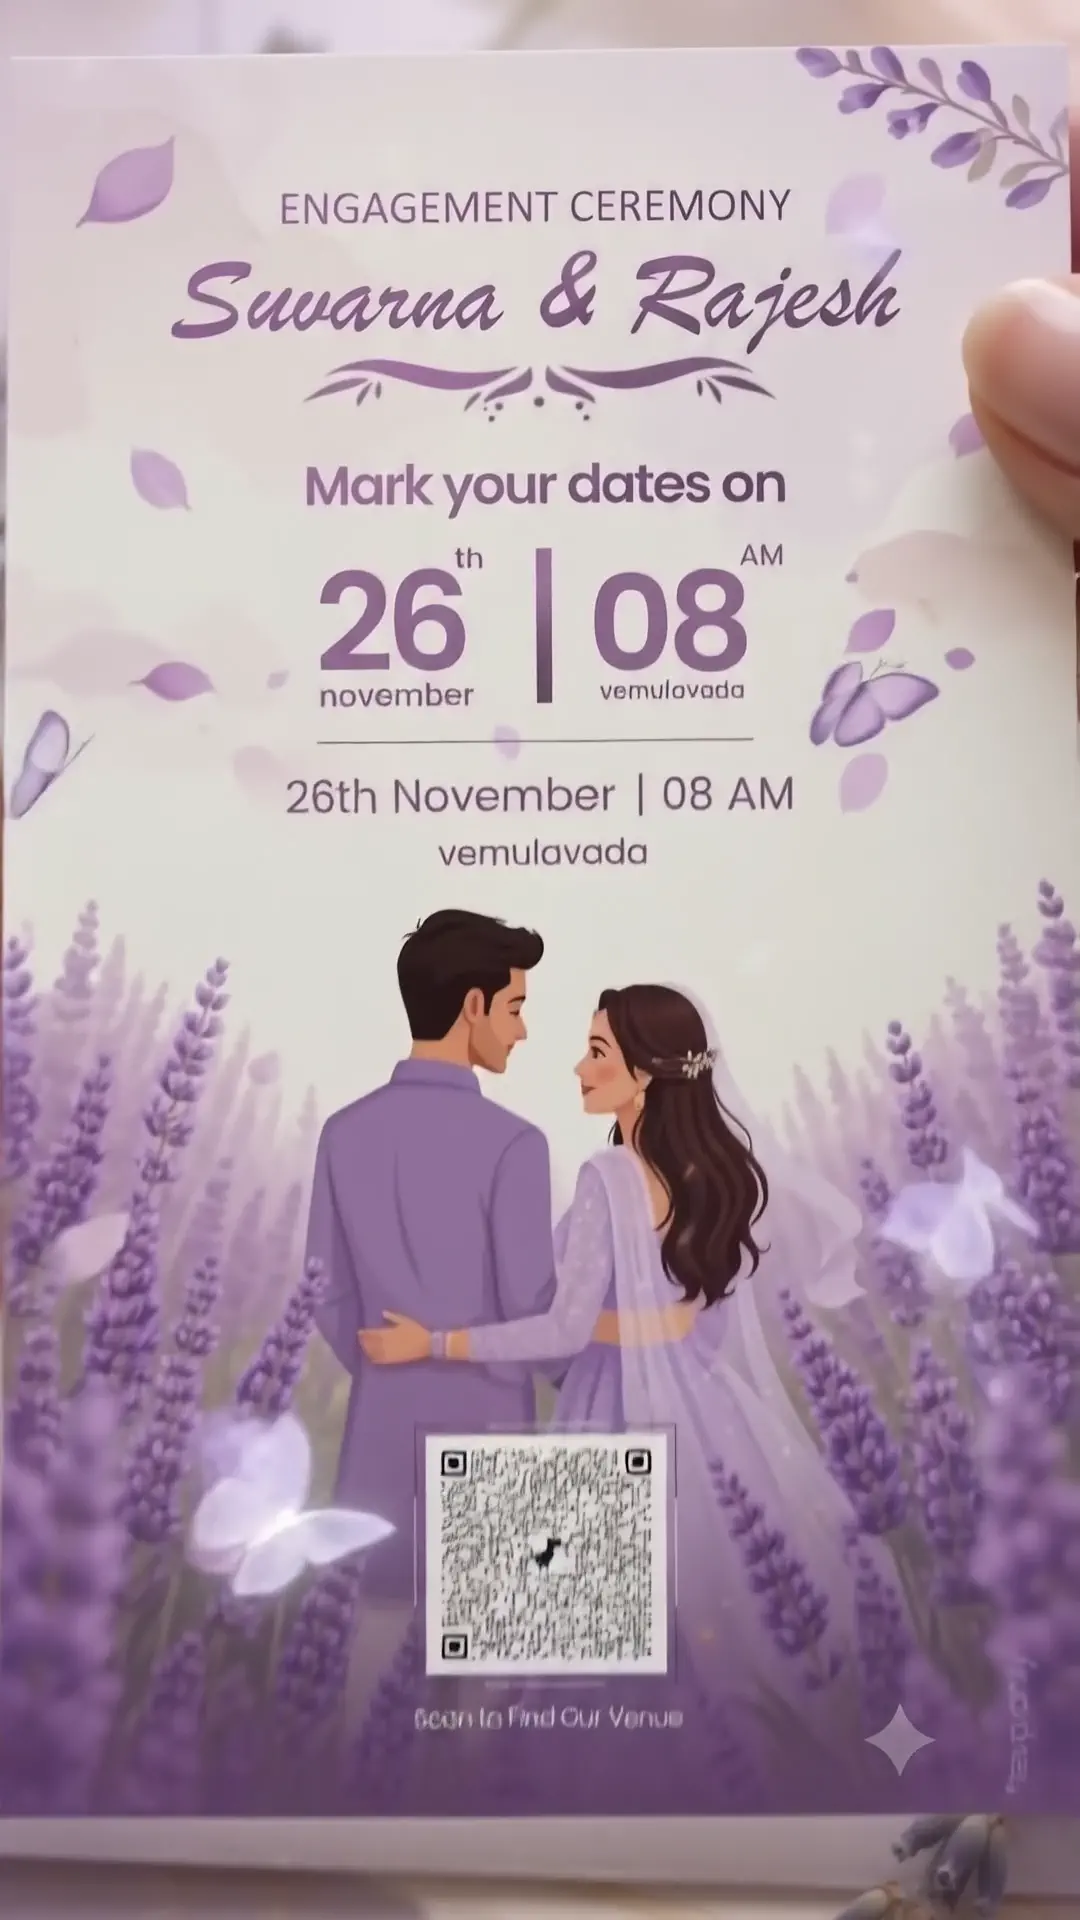 ENGAGEMENT CEREMONY
Suvarna & Rajesh
Mark your dates on
26th | 08 AM
november vemulavada
26th November | 08 AM
vemulavada
Scan to Find Our Venue